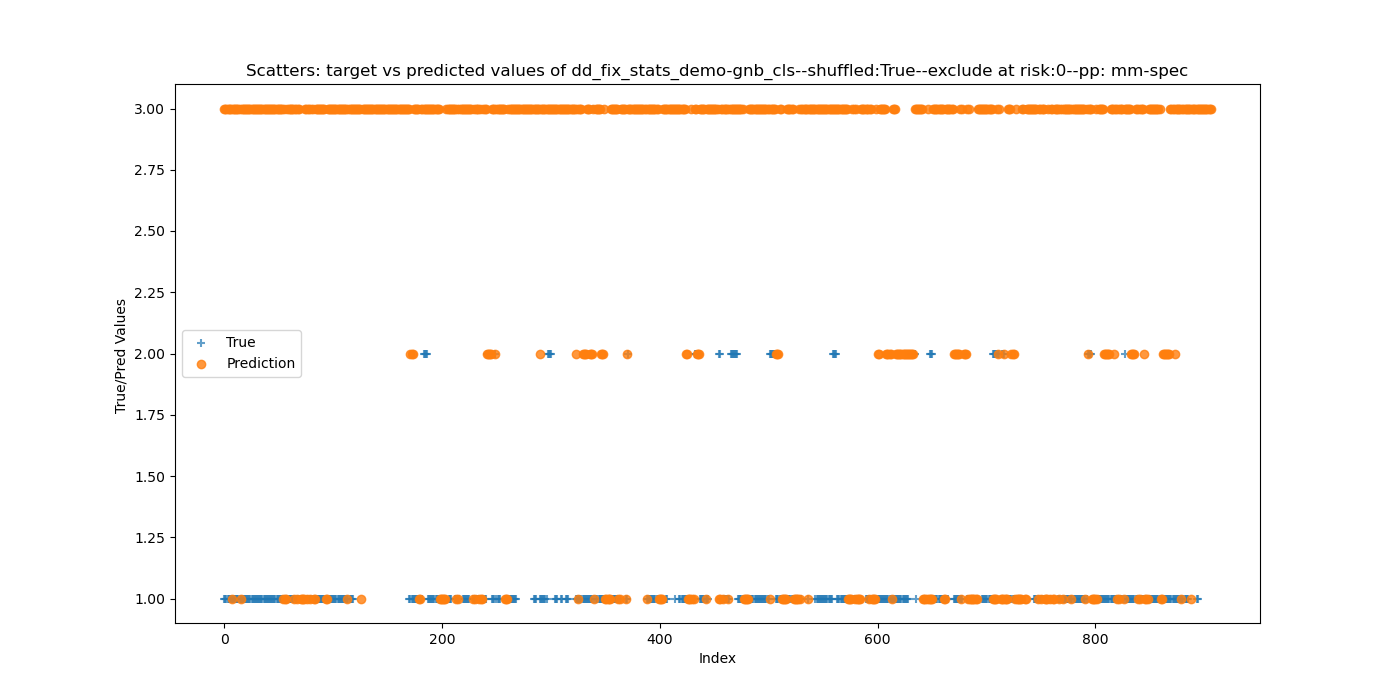 Scatters: target vs predicted values of dd_fix_stats_demo-gnb_cls--shuffled:True--exclude at risk:0--pp: mm-spec
3.00
2.75
2.50
2.25
2.00
1.75
1.50
1.25
1.00
True/Pred Values
True
Prediction
0
200
400
600
800
Index